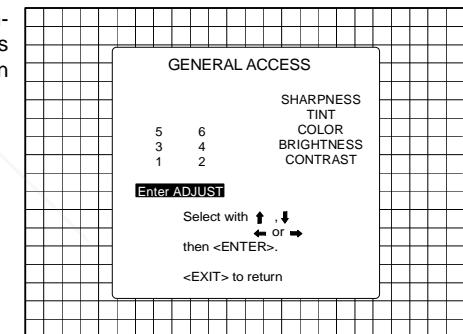 -
s
n
GENERAL ACCESS
SHARPNESS
TINT
5 6 COLOR
3 4 BRIGHTNESS
1 2 CONTRAST
Enter ADJUST
Select with ⬆ , ⬇
⬅ or ➡
then <ENTER>.
<EXIT> to return